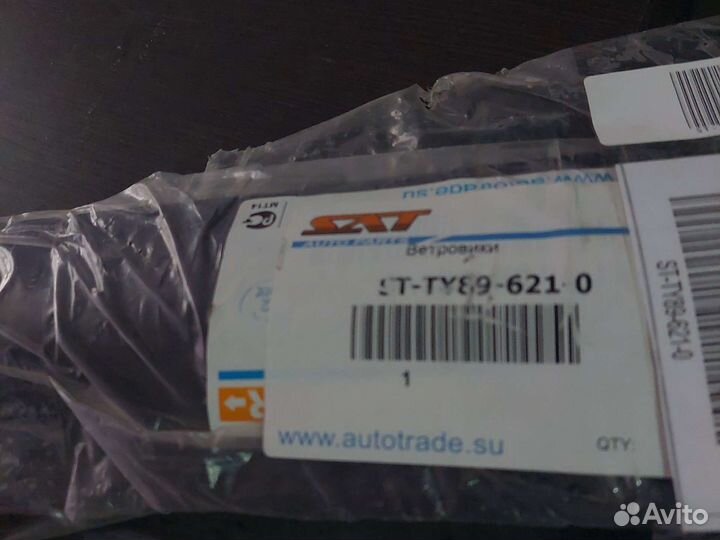 www.autotrade.su
SAT
AUTO PARTS
МТ14
Ветровики
ST-TY89-621-0
1
R
www.autotrade.su
QTY:
ST-TY89-621-0
Avito